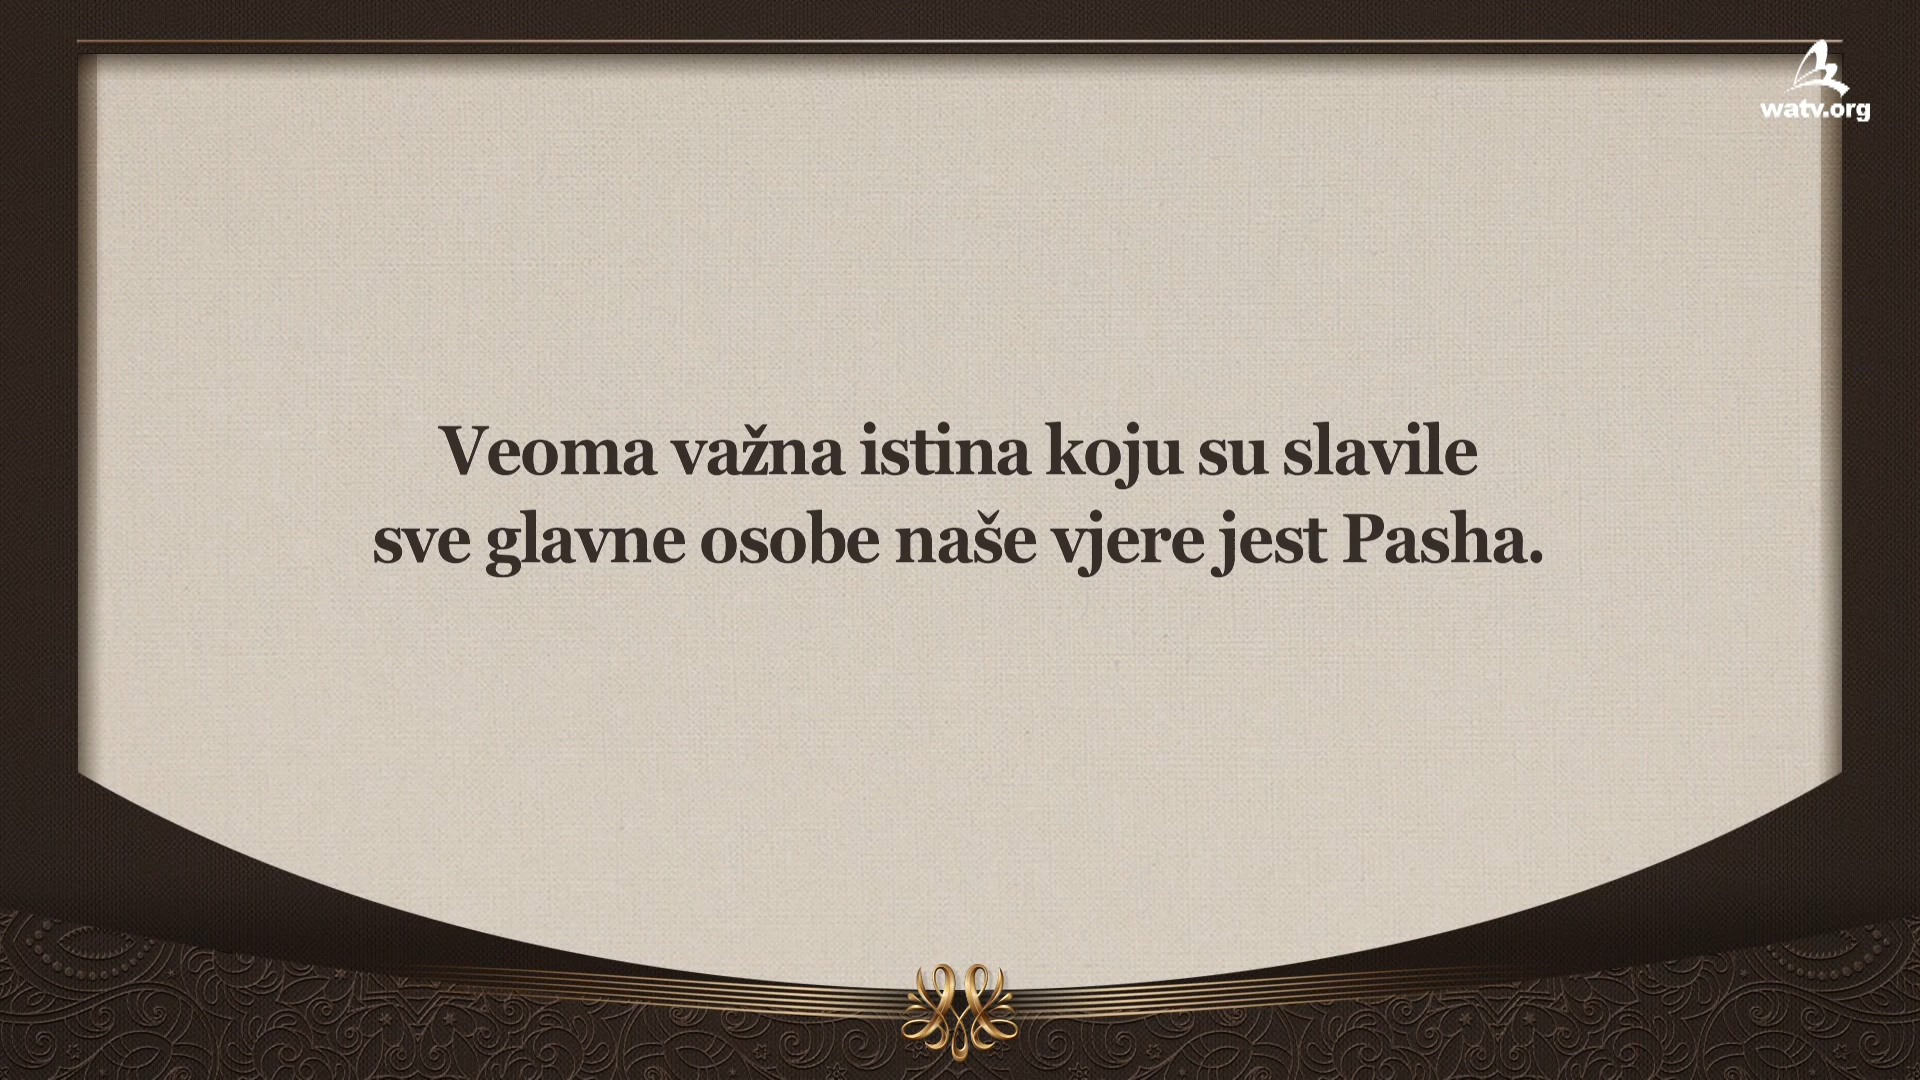 watv.org
Veoma važna istina koju su slavile
sve glavne osobe naše vjere jest Pasha.